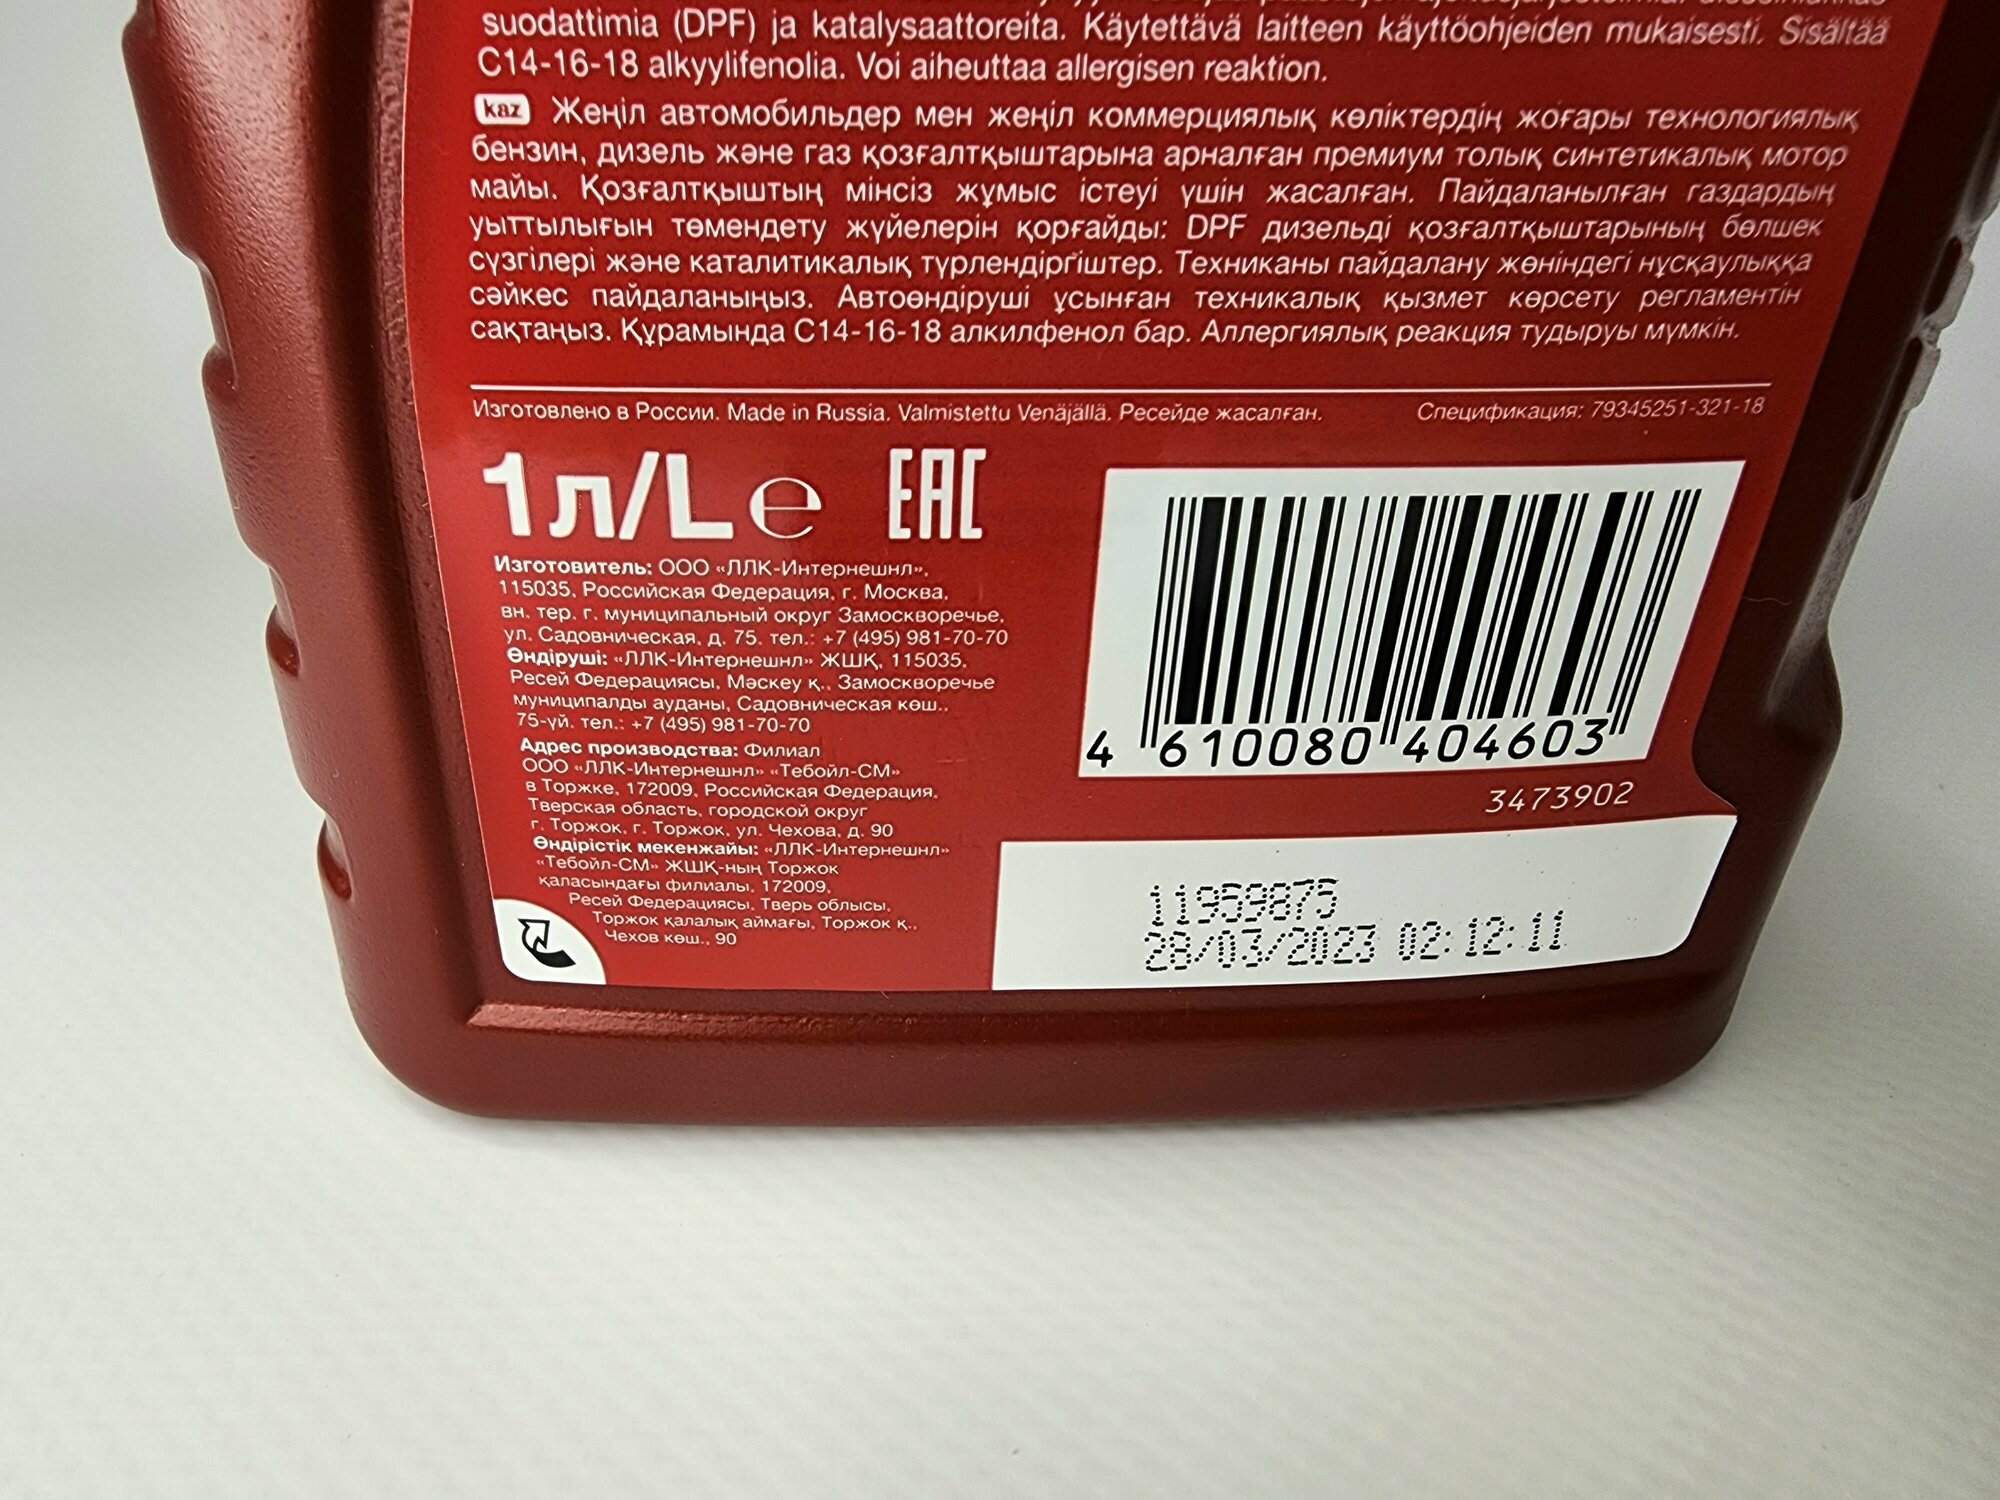 suodattimia (DPF) ja katalysaattoreita. Käytettävä laitteen käyttöohjeiden mukaisesti. Sisältää
C14-16-18 alkyylifenolia. Voi aiheuttaa allergisen reaktion.
kaz Жеңіл автомобильдер мен жеңіл коммерциялық көліктердің жоғары технологиялық
бензин, дизель және газ қозғалтқыштарына арналған премиум толық синтетикалық мотор
майы. Қозғалтқыштың мінсіз жұмыс істеуі үшін жасалған. Пайдаланылған газдардың
уыттылығын төмендету жүйелерін қорғайды: DPF дизельді қозғалтқыштарының бөлшек
сүзгілері және каталитикалық түрлендіргіштер. Техниканы пайдалану жөніндегі нұсқаулыққа
сәйкес пайдаланыңыз. Автоөндіруші ұсынған техникалық қызмет көрсету регламентін
сақтаңыз. Құрамында С14-16-18 алкилфенол бар. Аллергиялық реакция тудыруы мүмкін.
Изготовлено в России. Made in Russia. Valmistettu Venäjällä. Ресейде жасалған.
Спецификация: 79345251-321-18
1л/L e EAC
Изготовитель: ООО «ЛЛК-Интернешнл»,
115035, Российская Федерация, г. Москва,
вн. тер. г. муниципальный округ Замоскворечье,
ул. Садовническая, д. 75. тел.: +7 (495) 981-70-70
Өндіруші: «ЛЛК-Интернешнл» ЖШҚ, 115035,
Ресей Федерациясы, Мәскеу қ., Замоскворечье
муниципалды ауданы, Садовническая көш.,
75-үй. тел.: +7 (495) 981-70-70
Адрес производства: Филиал
ООО «ЛЛК-Интернешнл» «Тебойл-СМ»
в Торжке, 172009, Российская Федерация,
Тверская область, городской округ
г. Торжок, г. Торжок, ул. Чехова, д. 90
Өндірістік мекенжайы: «ЛЛК-Интернешнл»
«Тебойл-СМ» ЖШҚ-ның Торжок
қаласындағы филиалы, 172009,
Ресей Федерациясы, Тверь облысы,
Торжок қалалық аймағы, Торжок қ.,
Чехов көш., 90
4 610080 404603
3473902
11959875
28/03/2023 02:12:11